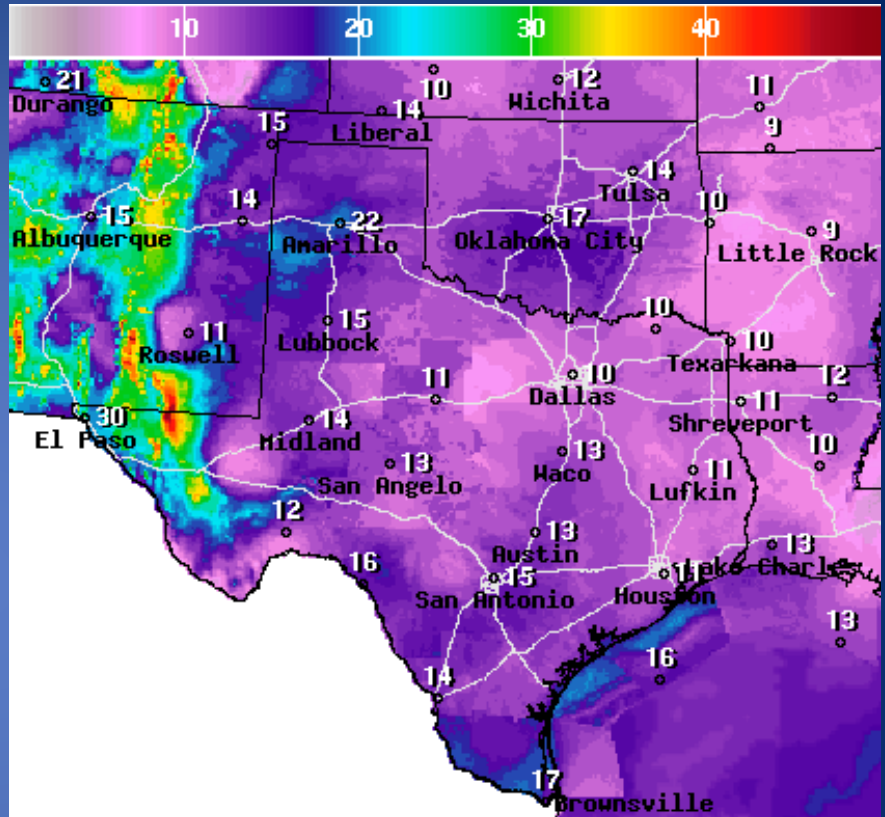 10 20 30 40
21
Durango
10
12
Wichita
11
14
Liberal
15
9
14
Tulsa
15
Albuquerque
14
22
Amarillo
17
Oklahoma City
10
9
Little Rock
11
Roswell
15
Lubbock
10
10
Texarkana
10
Dallas
30
El Paso
14
Midland
11
11
Shreveport
12
13
San Angelo
13
Waco
11
Lufkin
10
12
13
Austin
13
Lake Charles
16
15
San Antonio
11
Houston
13
14
16
17
Brownsville